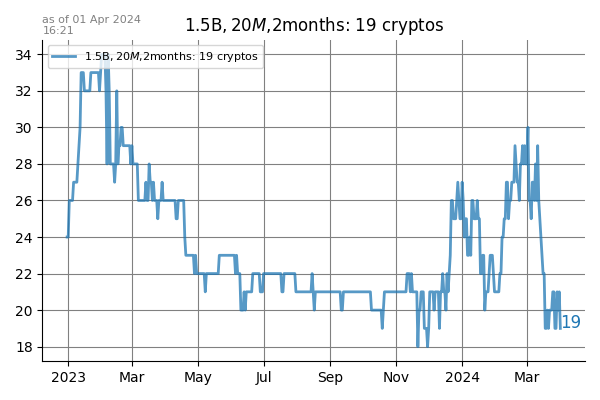 as of 01 Apr 2024
16:21
1.5B, 20M,2months: 19 cryptos
1.5B, 20M,2months: 19 cryptos
34
32
30
28
26
24
22
20
18
19
2023 Mar May Jul Sep Nov 2024 Mar